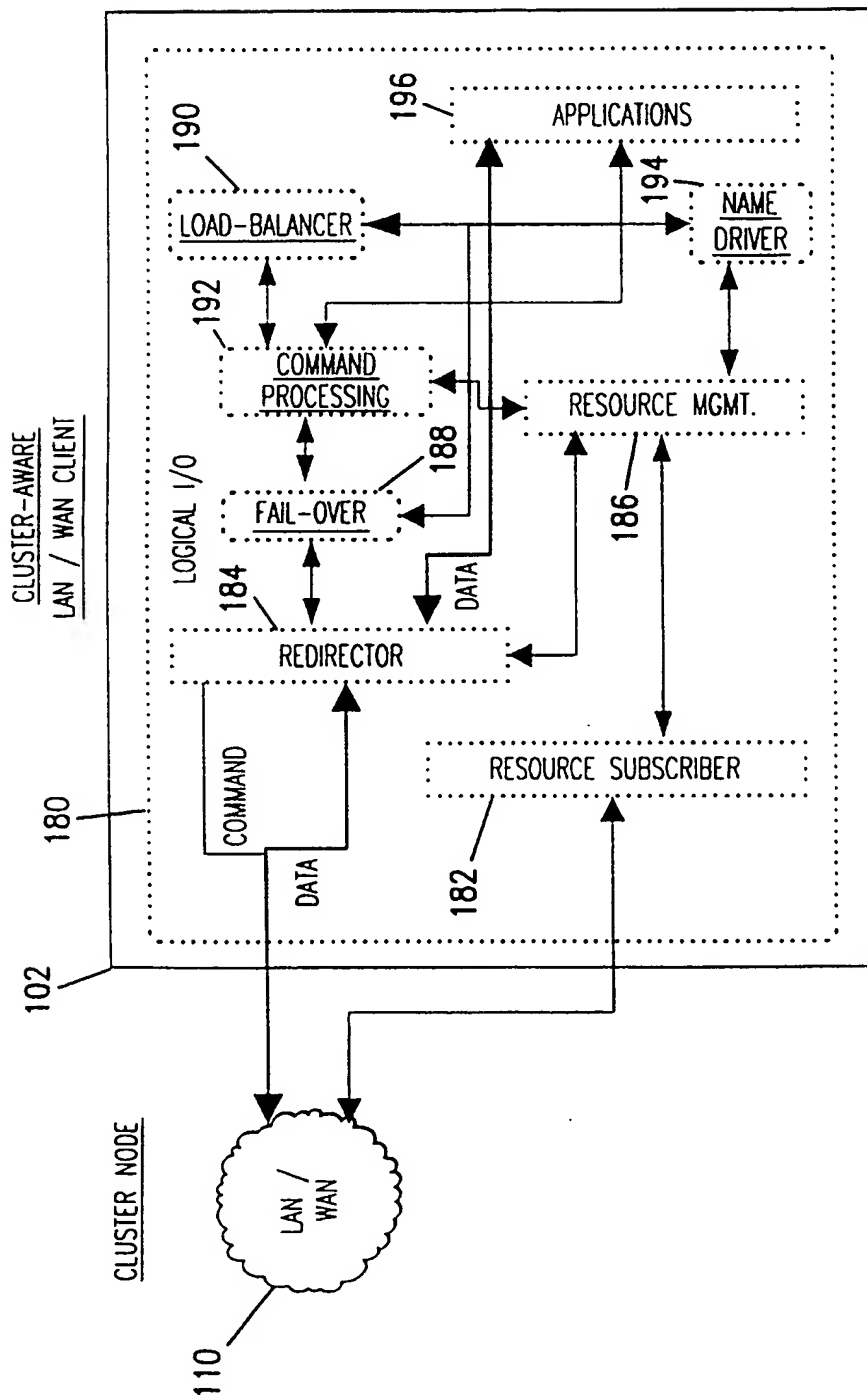 CLUSTER-AWARE
LAN / WAN CLIENT
CLUSTER NODE
110
LAN /
WAN
102
180
COMMAND
DATA
182
RESOURCE SUBSCRIBER
184
REDIRECTOR
LOGICAL I/O
DATA
188
FAIL-OVER
186
RESOURCE MGMT.
192
COMMAND
PROCESSING
190
LOAD-BALANCER
194
NAME
DRIVER
196
APPLICATIONS